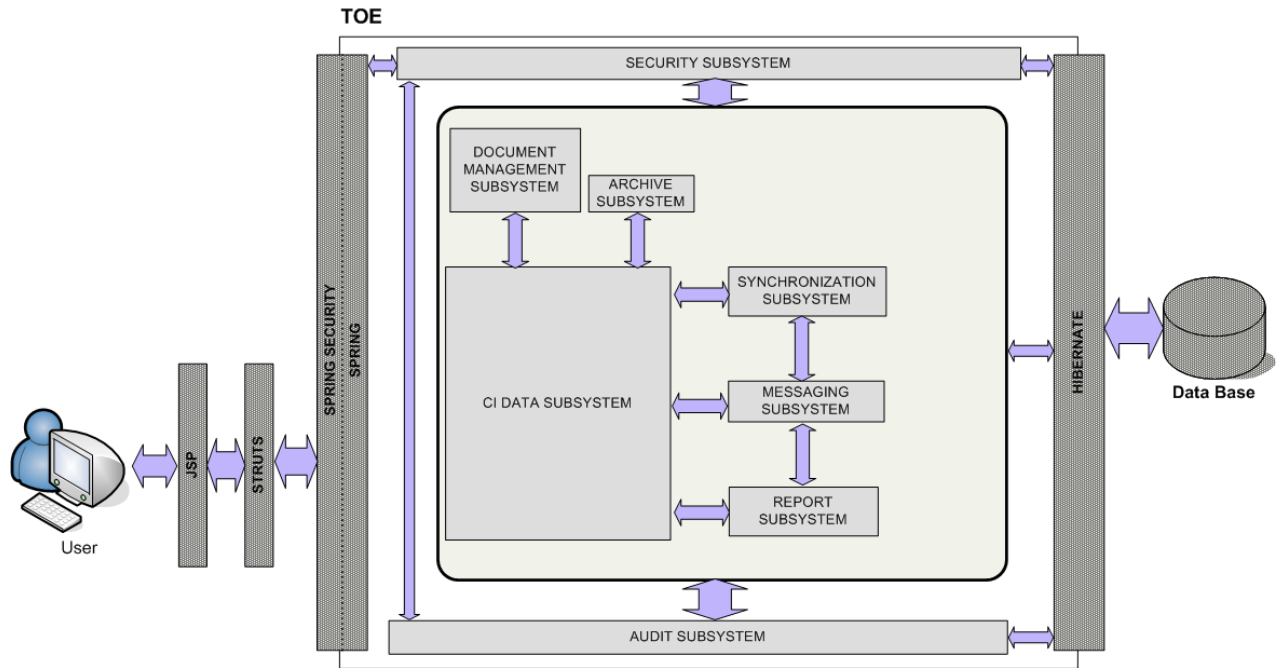 TOE
SECURITY SUBSYSTEM
DOCUMENT
MANAGEMENT
SUBSYSTEM
ARCHIVE
SUBSYSTEM
SYNCHRONIZATION
SUBSYSTEM
CI DATA SUBSYSTEM
MESSAGING
SUBSYSTEM
REPORT
SUBSYSTEM
AUDIT SUBSYSTEM
SPRING SECURITY
SPRING
HIBERNATE
Data Base
JSP
STRUTS
User